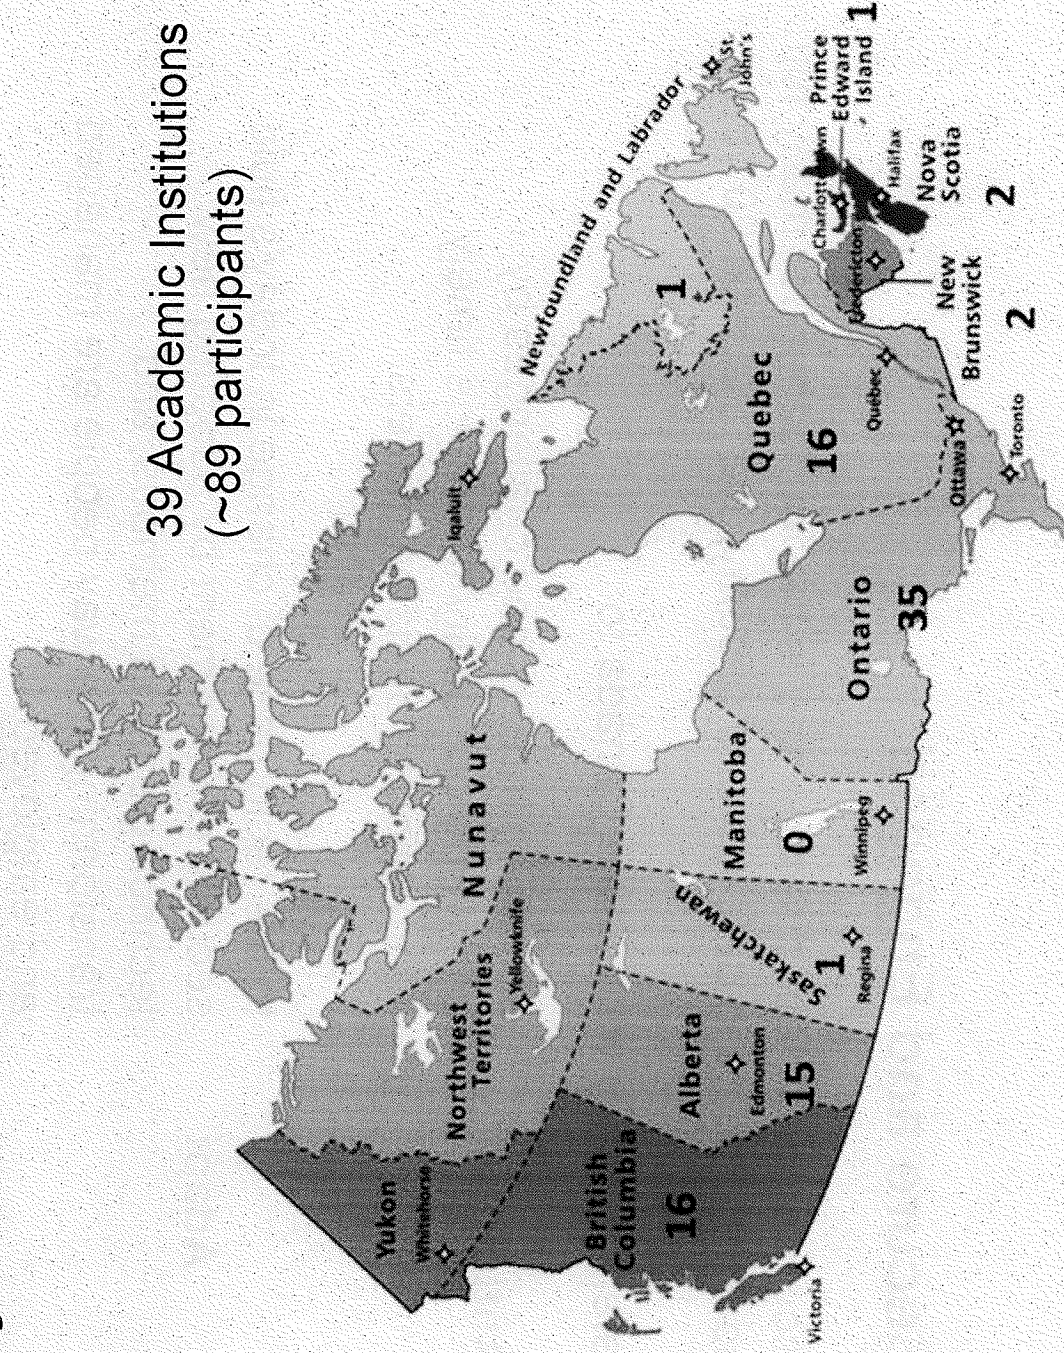 39 Academic Institutions
(~89 participants)
Yukon
Whitehorse
Northwest
Territories
Yellowknife
Nunavut
Iqaluit
British
Columbia
16
Victoria
Alberta
Edmonton
15
Saskatchewan
1
Regina
Manitoba
0
Winnipeg
Ontario
35
Ottawa
Toronto
Quebec
16
Québec
Newfoundland and Labrador
1
St.
John's
New
Brunswick
2
Fredericton
Charlottetown
Prince
Edward
Island 1
Halifax
Nova
Scotia
2